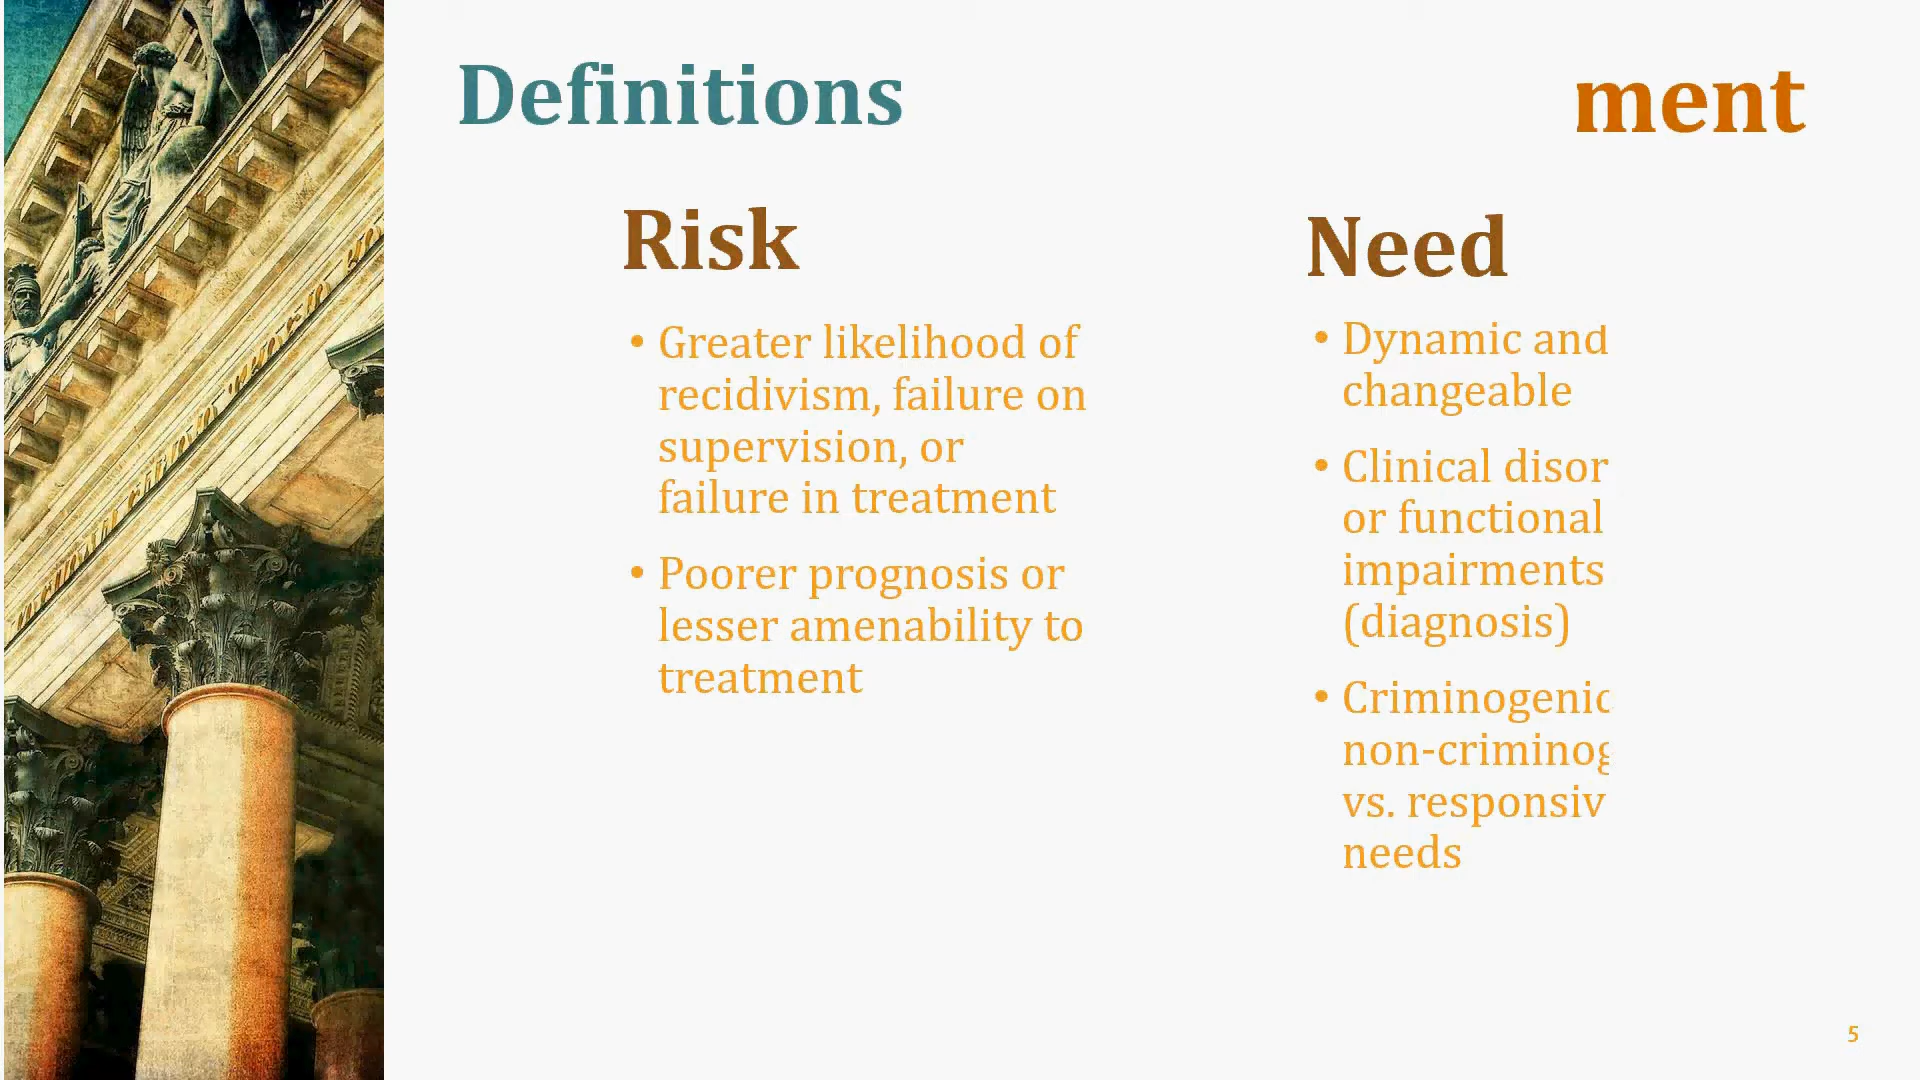 Definitions
ment
Risk
• Greater likelihood of
recidivism, failure on
supervision, or
failure in treatment
• Poorer prognosis or
lesser amenability to
treatment
Need
• Dynamic and
changeable
• Clinical disor
or functional
impairments
(diagnosis)
• Criminogenic
non-criminog
vs. responsiv
needs
5